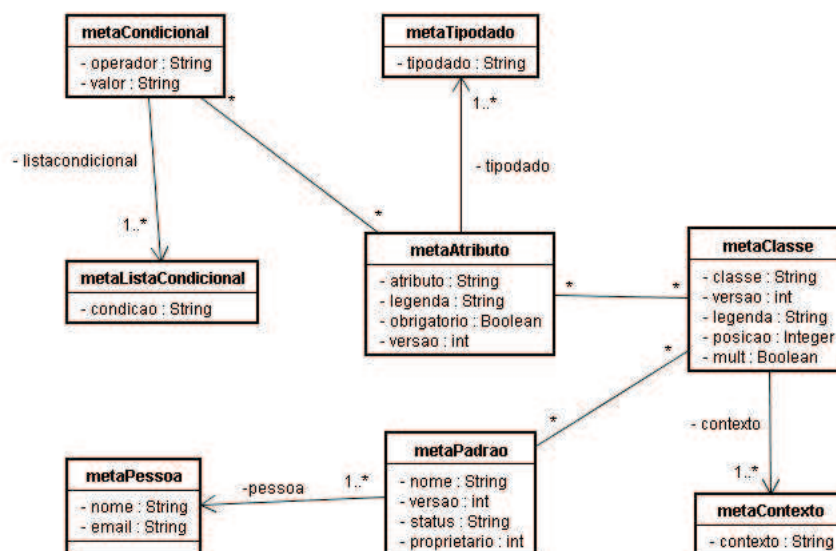 metaCondicional
- operador : String
- valor : String
metaTipodado
- tipodado : String
*
1..*
- listacondicional
- tipodado
1..*
*
metaListaCondicional
- condicao : String
metaAtributo
- atributo : String
- legenda : String
- obrigatorio : Boolean
- versao : int
*
*
metaClasse
- classe : String
- versao : int
- legenda : String
- posicao : Integer
- mult : Boolean
*
*
- contexto
1..*
metaPessoa
- nome : String
- email : String
-pessoa
1..*
metaPadrao
- nome : String
- versao : int
- status : String
- proprietario : int
metaContexto
- contexto : String